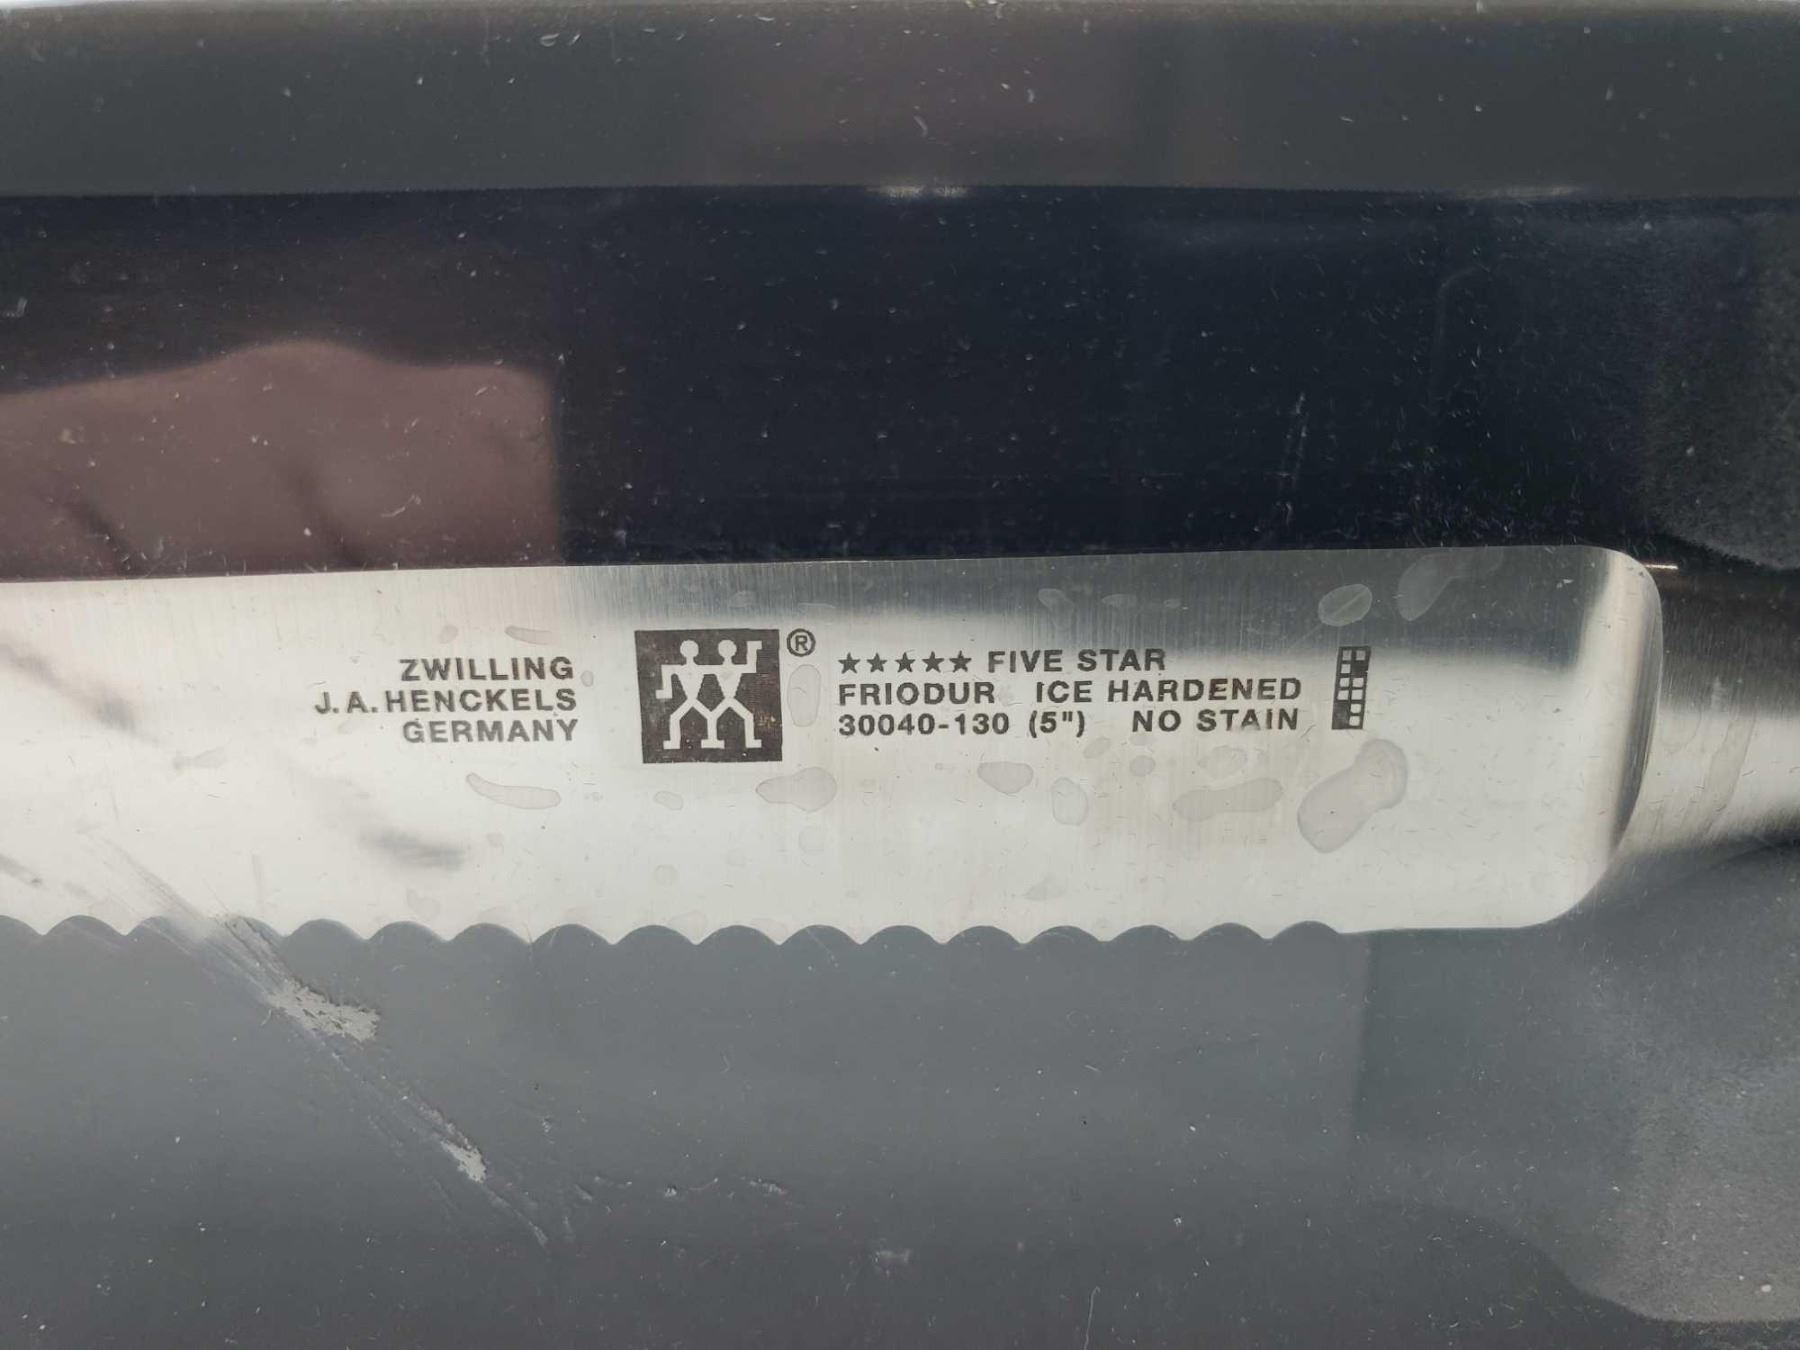 ZWILLING
J.A. HENCKELS
GERMANY
®
★★★★★ FIVE STAR
FRIODUR ICE HARDENED
30040-130 (5") NO STAIN